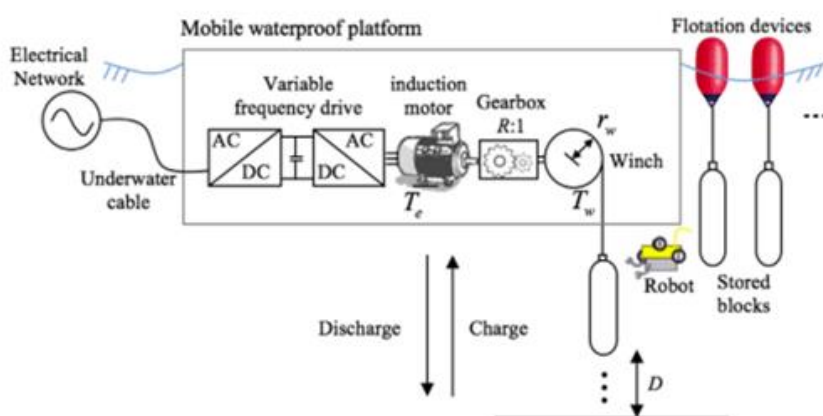 Mobile waterproof platform
Flotation devices
Electrical
Network
Variable
frequency drive
induction
motor
Gearbox
R:1
r_w
AC
DC
AC
DC
Winch
Underwater
cable
T_e
T_w
Robot
Stored
blocks
Discharge
Charge
D